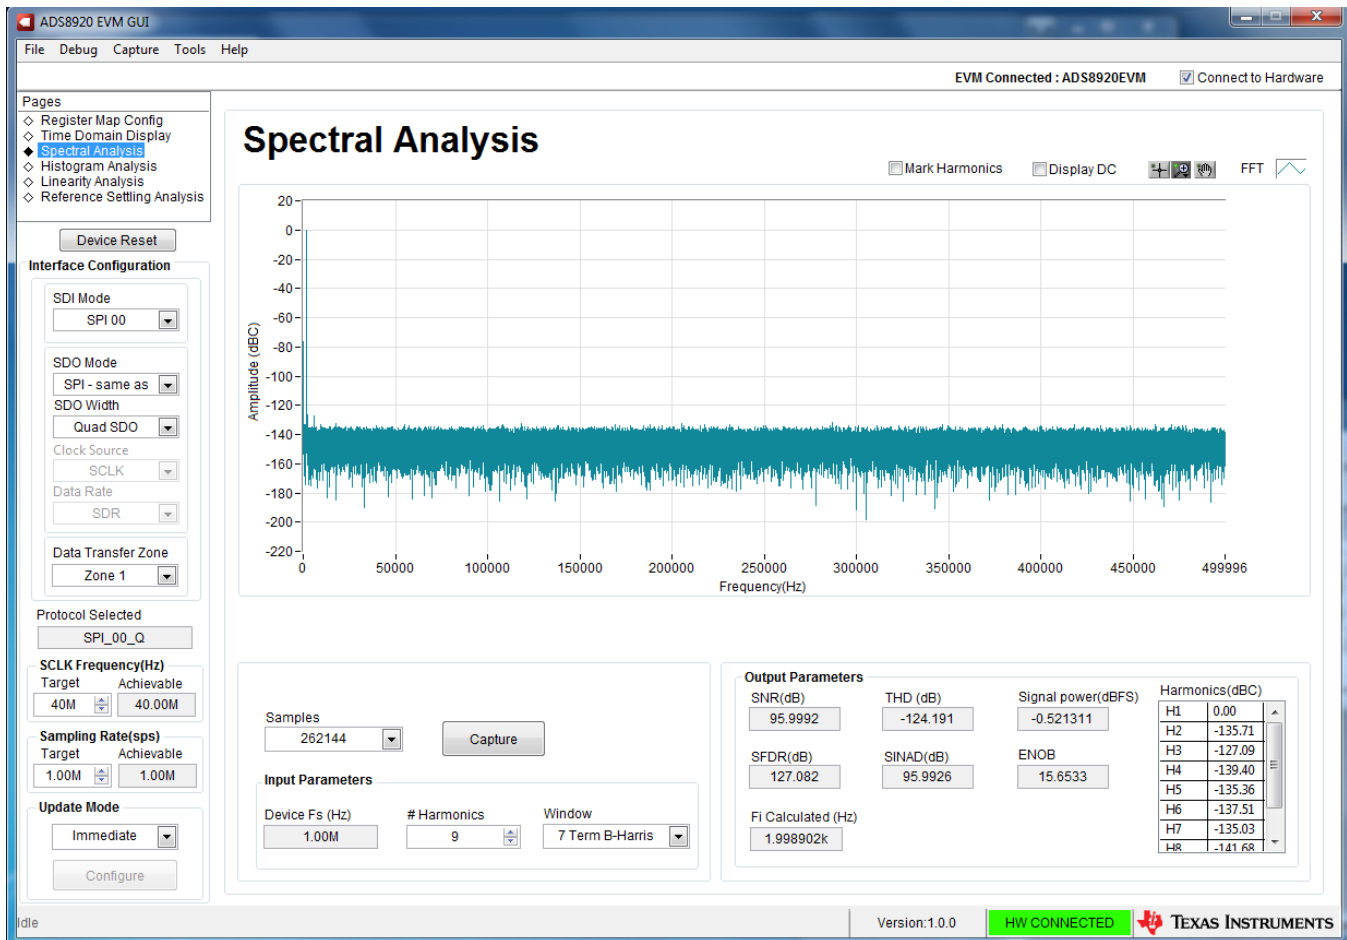 ADS8920 EVM GUI
File Debug Capture Tools Help
EVM Connected : ADS8920EVM Connect to Hardware
Pages
Register Map Config
Time Domain Display
Spectral Analysis
Histogram Analysis
Linearity Analysis
Reference Settling Analysis
Device Reset
Interface Configuration
SDI Mode
SPI 00
SDO Mode
SPI - same as
SDO Width
Quad SDO
Clock Source
SCLK
Data Rate
SDR
Data Transfer Zone
Zone 1
Protocol Selected
SPI_00_Q
SCLK Frequency(Hz)
Target Achievable
40M 40.00M
Sampling Rate(sps)
Target Achievable
1.00M 1.00M
Update Mode
Immediate
Configure
Spectral Analysis
Mark Harmonics Display DC FFT
20
0
-20
-40
-60
-80
-100
-120
-140
-160
-180
-200
-220
Amplitude (dBC)
0 50000 100000 150000 200000 250000 300000 350000 400000 450000 499996
Frequency(Hz)
Samples
262144
Capture
Input Parameters
Device Fs (Hz) # Harmonics Window
1.00M 9 7 Term B-Harris
Output Parameters
SNR(dB) THD (dB) Signal power(dBFS)
95.9992 -124.191 -0.521311
SFDR(dB) SINAD(dB) ENOB
127.082 95.9926 15.6533
Fi Calculated (Hz)
1.998902k
Harmonics(dBC)
H1 0.00
H2 -135.71
H3 -127.09
H4 -139.40
H5 -135.36
H6 -137.51
H7 -135.03
H8 -141.68
Idle
Version:1.0.0 HW CONNECTED TEXAS INSTRUMENTS